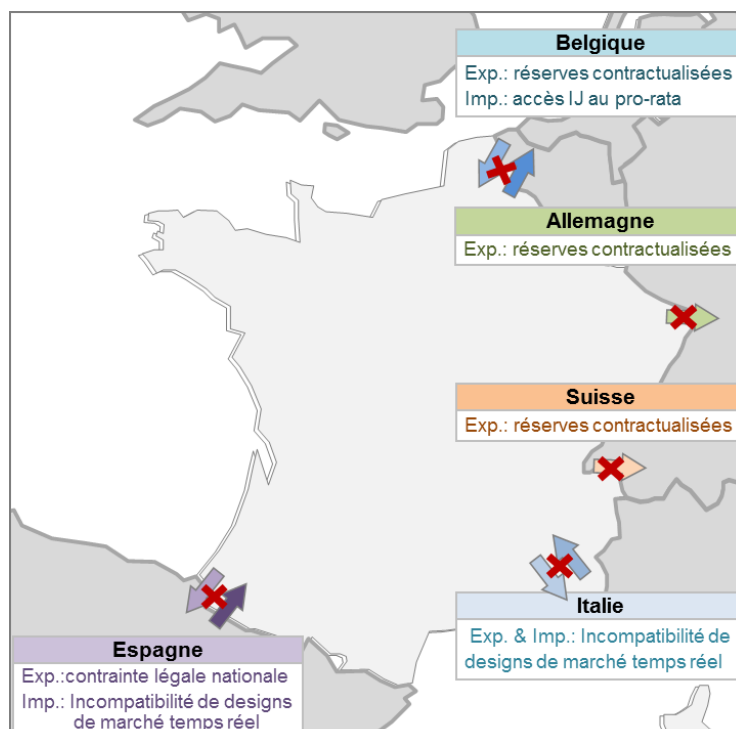 Belgique
Exp.: réserves contractualisées
Imp.: accès IJ au pro-rata
Allemagne
Exp.: réserves contractualisées
Suisse
Exp.: réserves contractualisées
Italie
Exp. & Imp.: Incompatibilité de
designs de marché temps réel
Espagne
Exp.:contrainte légale nationale
Imp.: Incompatibilité de designs
de marché temps réel